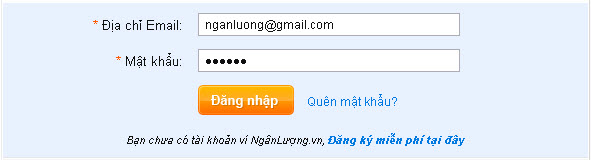 * Địa chỉ Email: nganluong@gmail.com
* Mật khẩu: ••••••
Đăng nhập Quên mật khẩu?
Bạn chưa có tài khoản ví NgânLượng.vn, Đăng ký miễn phí tại đây